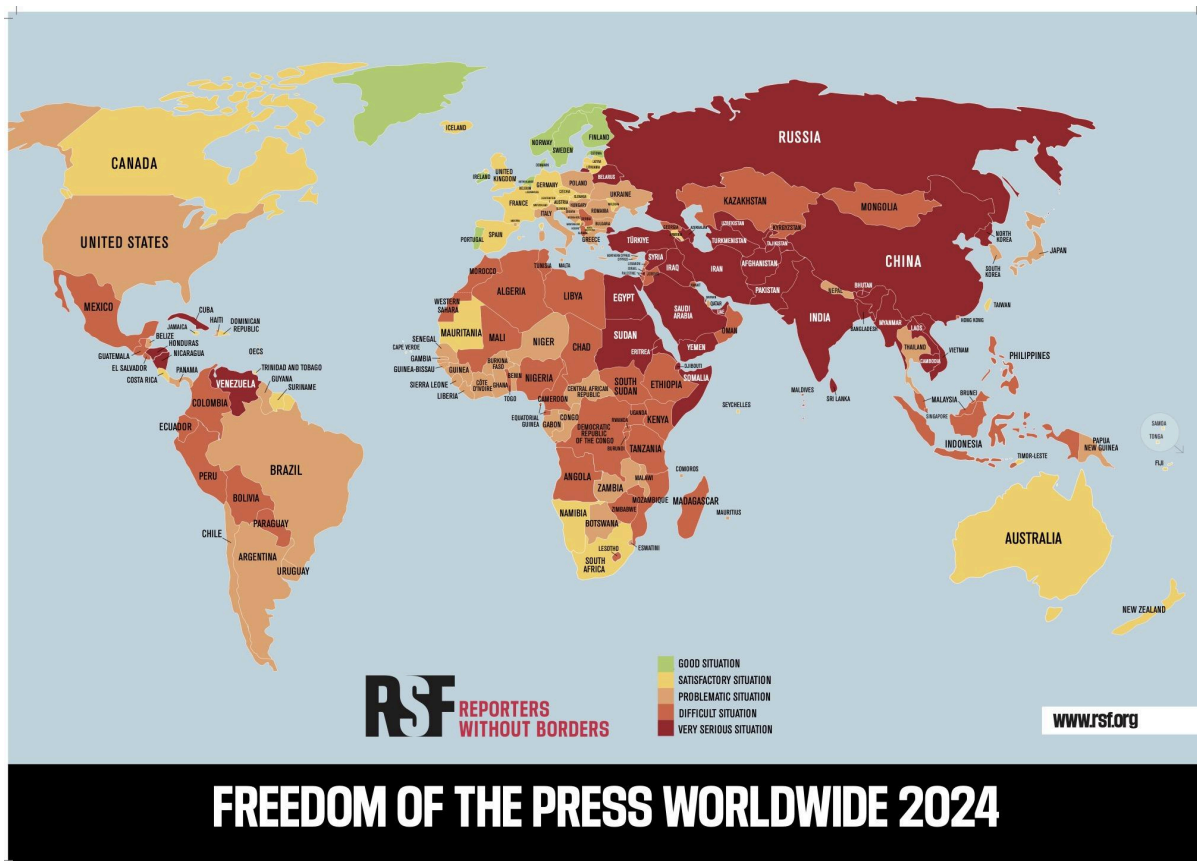 ICELAND
NORWAY
SWEDEN
FINLAND
RUSSIA
CANADA
IRELAND
UNITED
KINGDOM
GERMANY
POLAND
BELARUS
UKRAINE
FRANCE
AUSTRIA
HUNGARY
ROMANIA
ITALY
BULGARIA
PORTUGAL
SPAIN
GREECE
UNITED STATES
KAZAKHSTAN
MONGOLIA
GEORGIA
UZBEKISTAN
KYRGYZSTAN
TÜRKIYE
TURKMENISTAN
TAJIKISTAN
NORTH
KOREA
JAPAN
SOUTH
KOREA
CHINA
MOROCCO
TUNISIA
MALTA
SYRIA
IRAQ
IRAN
AFGHANISTAN
PAKISTAN
ALGERIA
LIBYA
EGYPT
SAUDI
ARABIA
QATAR
UAE
OMAN
NEPAL
BHUTAN
INDIA
BANGLADESH
MYANMAR
LAOS
TAIWAN
HONG KONG
MEXICO
CUBA
HAITI
DOMINICAN
REPUBLIC
JAMAICA
BELIZE
HONDURAS
GUATEMALA
NICARAGUA
EL SALVADOR
COSTA RICA
PANAMA
OECS
TRINIDAD AND TOBAGO
GUYANA
SURINAME
VENEZUELA
COLOMBIA
ECUADOR
WESTERN
SAHARA
MAURITANIA
MALI
NIGER
CHAD
SUDAN
ERITREA
YEMEN
DJIBOUTI
SOMALIA
SENEGAL
CAPE VERDE
GAMBIA
GUINEA-BISSAU
GUINEA
SIERRA LEONE
LIBERIA
BURKINA
FASO
CÔTE
D'IVOIRE
GHANA
BENIN
TOGO
NIGERIA
CAMEROON
CENTRAL AFRICAN
REPUBLIC
SOUTH
SUDAN
ETHIOPIA
EQUATORIAL
GUINEA
GABON
CONGO
DEMOCRATIC
REPUBLIC
OF THE CONGO
UGANDA
RWANDA
BURUNDI
KENYA
TANZANIA
THAILAND
VIETNAM
CAMBODIA
PHILIPPINES
MALDIVES
SRI LANKA
SEYCHELLES
MALAYSIA
BRUNEI
SINGAPORE
INDONESIA
PAPUA
NEW GUINEA
TIMOR-LESTE
SAMOA
TONGA
FIJI
PERU
BRAZIL
BOLIVIA
PARAGUAY
CHILE
ARGENTINA
URUGUAY
ANGOLA
ZAMBIA
MALAWI
COMOROS
MOZAMBIQUE
MADAGASCAR
ZIMBABWE
MAURITIUS
NAMIBIA
BOTSWANA
LESOTHO
ESWATINI
SOUTH
AFRICA
AUSTRALIA
NEW ZEALAND
RSF
REPORTERS
WITHOUT BORDERS
GOOD SITUATION
SATISFACTORY SITUATION
PROBLEMATIC SITUATION
DIFFICULT SITUATION
VERY SERIOUS SITUATION
www.rsf.org
FREEDOM OF THE PRESS WORLDWIDE 2024